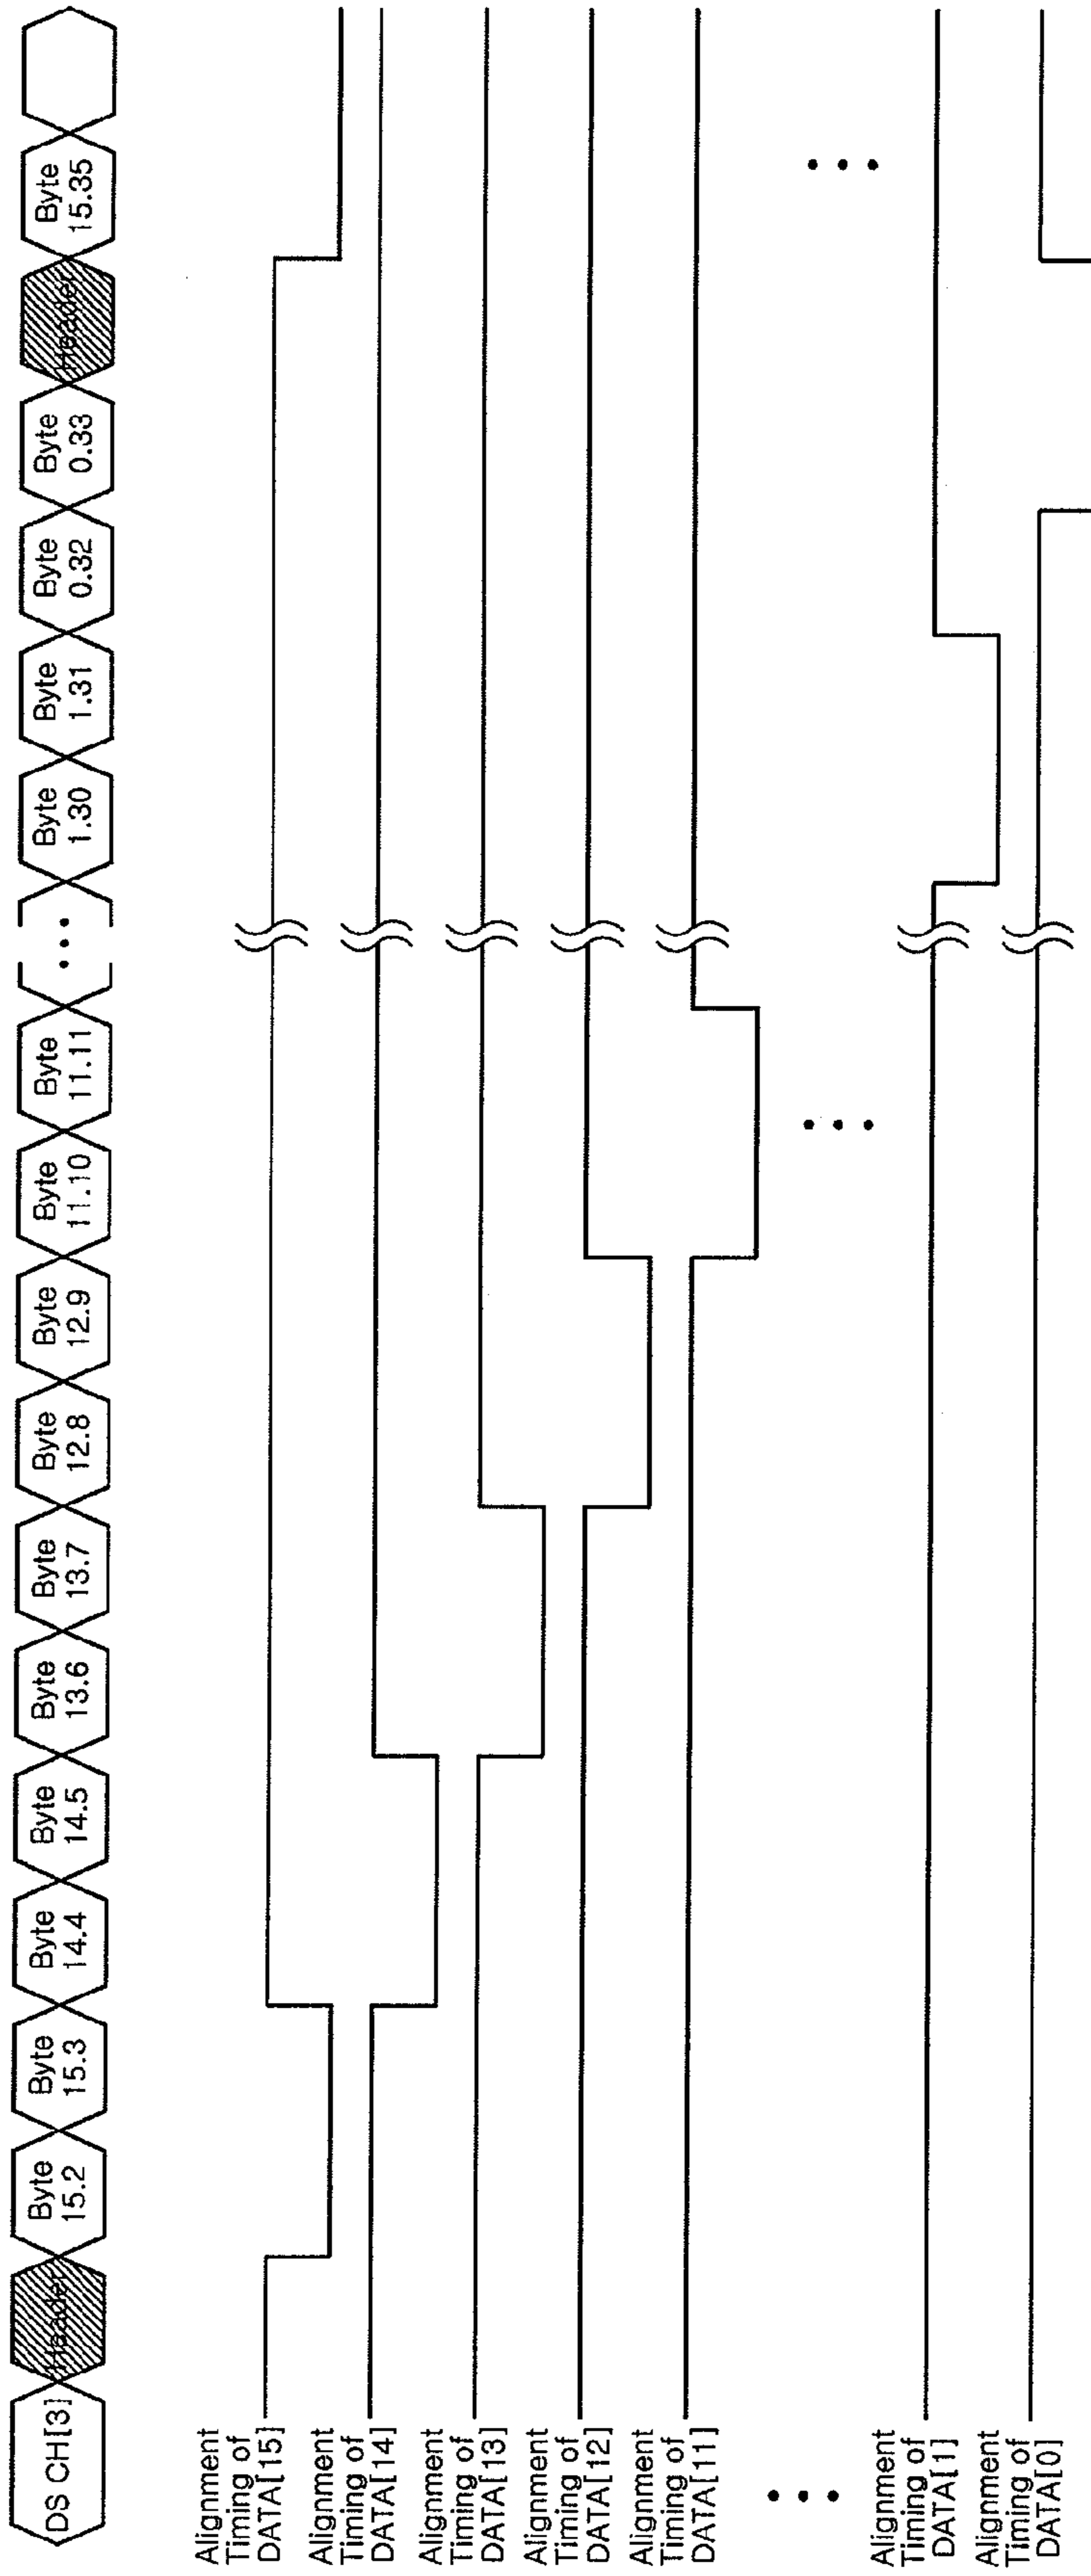 DS CH[3]
Header
Byte
15.2
Byte
15.3
Byte
14.4
Byte
14.5
Byte
13.6
Byte
13.7
Byte
12.8
Byte
12.9
Byte
11.10
Byte
11.11
• • •
Byte
1.30
Byte
1.31
Byte
0.32
Byte
0.33
Header
Byte
15.35
Alignment
Timing of
DATA[15]
Alignment
Timing of
DATA[14]
Alignment
Timing of
DATA[13]
Alignment
Timing of
DATA[12]
Alignment
Timing of
DATA[11]
• • •
• • •
• • •
Alignment
Timing of
DATA[1]
Alignment
Timing of
DATA[0]